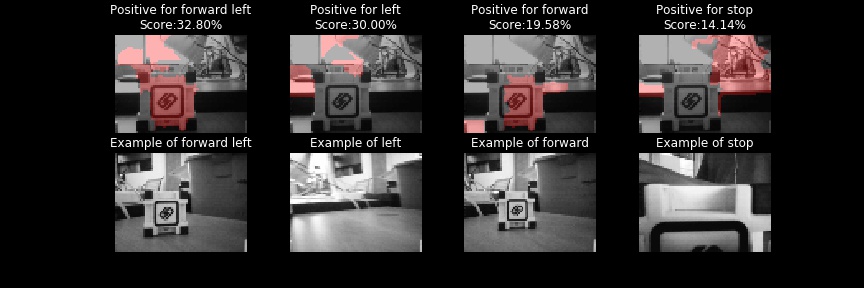 Positive for forward left
Score:32.80%
Positive for left
Score:30.00%
Positive for forward
Score:19.58%
Positive for stop
Score:14.14%
Example of forward left
Example of left
Example of forward
Example of stop